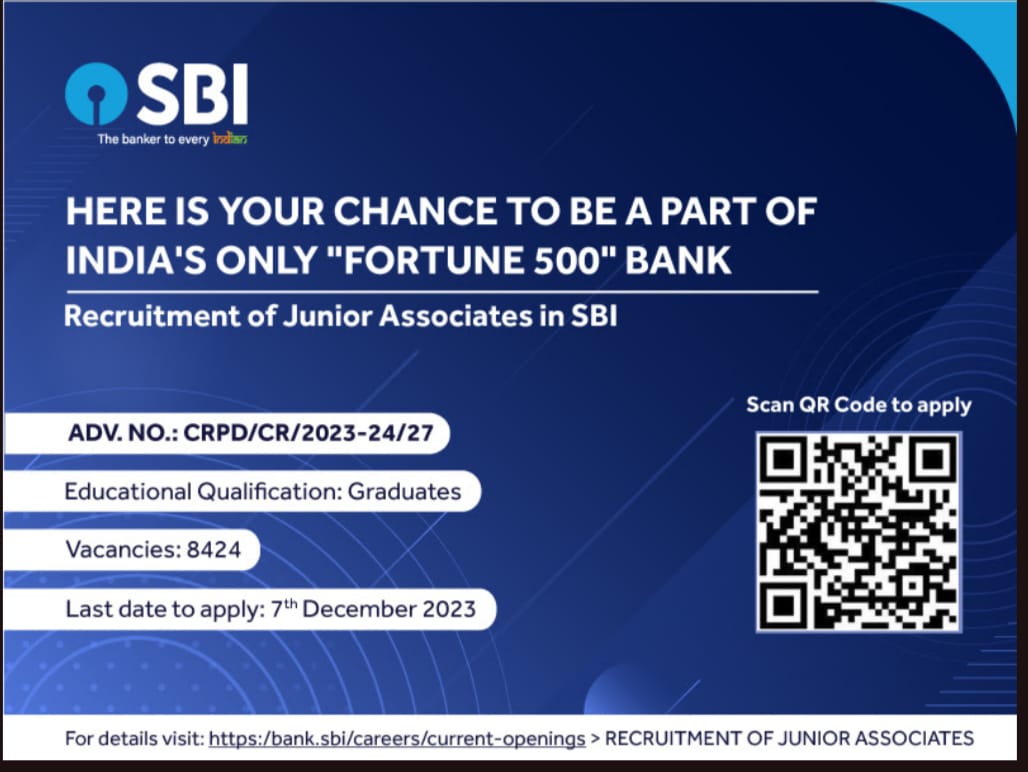 SBI
The banker to every indian
HERE IS YOUR CHANCE TO BE A PART OF
INDIA'S ONLY "FORTUNE 500" BANK
Recruitment of Junior Associates in SBI
ADV. NO.: CRPD/CR/2023-24/27
Educational Qualification: Graduates
Vacancies: 8424
Last date to apply: 7th December 2023
Scan QR Code to apply
For details visit: https:/bank.sbi/careers/current-openings > RECRUITMENT OF JUNIOR ASSOCIATES